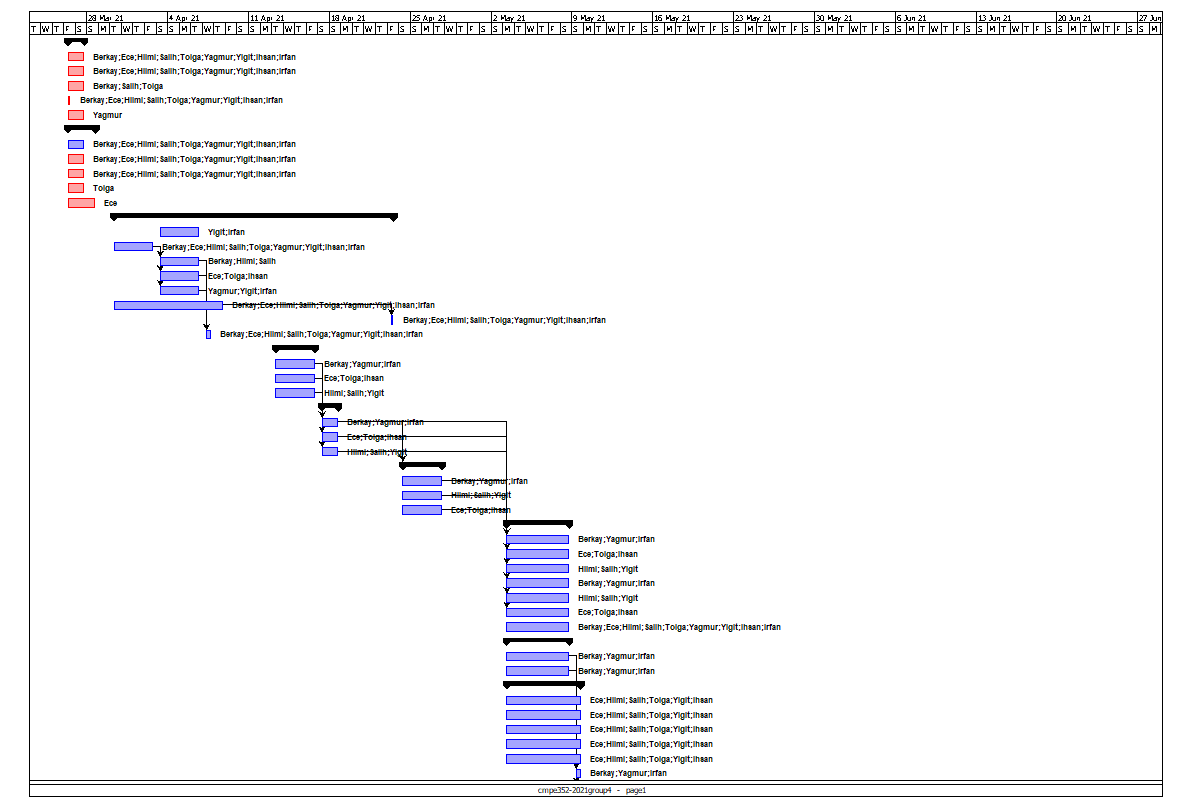 28 Mar 21 4 Apr 21 11 Apr 21 18 Apr 21 25 Apr 21 2 May 21 9 May 21 16 May 21 23 May 21 30 May 21 6 Jun 21 13 Jun 21 20 Jun 21 27 Jun
T W T F S S M T W T F S S M T W T F S S M T W T F S S M T W T F S S M T W T F S S M T W T F S S M T W T F S S M T W T F S S M T W T F S S M T W T F S S M T W T F S S M T W T F S S M T W T F S S M
Berkay;Ece;Hilmi;Salih;Tolga;Yagmur;Yigit;ihsan;irfan
Berkay;Ece;Hilmi;Salih;Tolga;Yagmur;Yigit;ihsan;irfan
Berkay;Salih;Tolga
Berkay;Ece;Hilmi;Salih;Tolga;Yagmur;Yigit;ihsan;irfan
Yagmur
Berkay;Ece;Hilmi;Salih;Tolga;Yagmur;Yigit;ihsan;irfan
Berkay;Ece;Hilmi;Salih;Tolga;Yagmur;Yigit;ihsan;irfan
Berkay;Ece;Hilmi;Salih;Tolga;Yagmur;Yigit;ihsan;irfan
Tolga
Ece
Yigit;irfan
Berkay;Ece;Hilmi;Salih;Tolga;Yagmur;Yigit;ihsan;irfan
Berkay;Hilmi;Salih
Ece;Tolga;ihsan
Yagmur;Yigit;irfan
Berkay;Ece;Hilmi;Salih;Tolga;Yagmur;Yigit;ihsan;irfan
Berkay;Ece;Hilmi;Salih;Tolga;Yagmur;Yigit;ihsan;irfan
Berkay;Ece;Hilmi;Salih;Tolga;Yagmur;Yigit;ihsan;irfan
Berkay;Yagmur;irfan
Ece;Tolga;ihsan
Hilmi;Salih;Yigit
Berkay;Yagmur;irfan
Ece;Tolga;ihsan
Hilmi;Salih;Yigit
Berkay;Yagmur;irfan
Hilmi;Salih;Yigit
Ece;Tolga;ihsan
Berkay;Yagmur;irfan
Ece;Tolga;ihsan
Hilmi;Salih;Yigit
Berkay;Yagmur;irfan
Hilmi;Salih;Yigit
Ece;Tolga;ihsan
Berkay;Ece;Hilmi;Salih;Tolga;Yagmur;Yigit;ihsan;irfan
Berkay;Yagmur;irfan
Berkay;Yagmur;irfan
Ece;Hilmi;Salih;Tolga;Yigit;ihsan
Ece;Hilmi;Salih;Tolga;Yigit;ihsan
Ece;Hilmi;Salih;Tolga;Yigit;ihsan
Ece;Hilmi;Salih;Tolga;Yigit;ihsan
Ece;Hilmi;Salih;Tolga;Yigit;ihsan
Berkay;Yagmur;irfan
cmpe352-2021group4 - page1